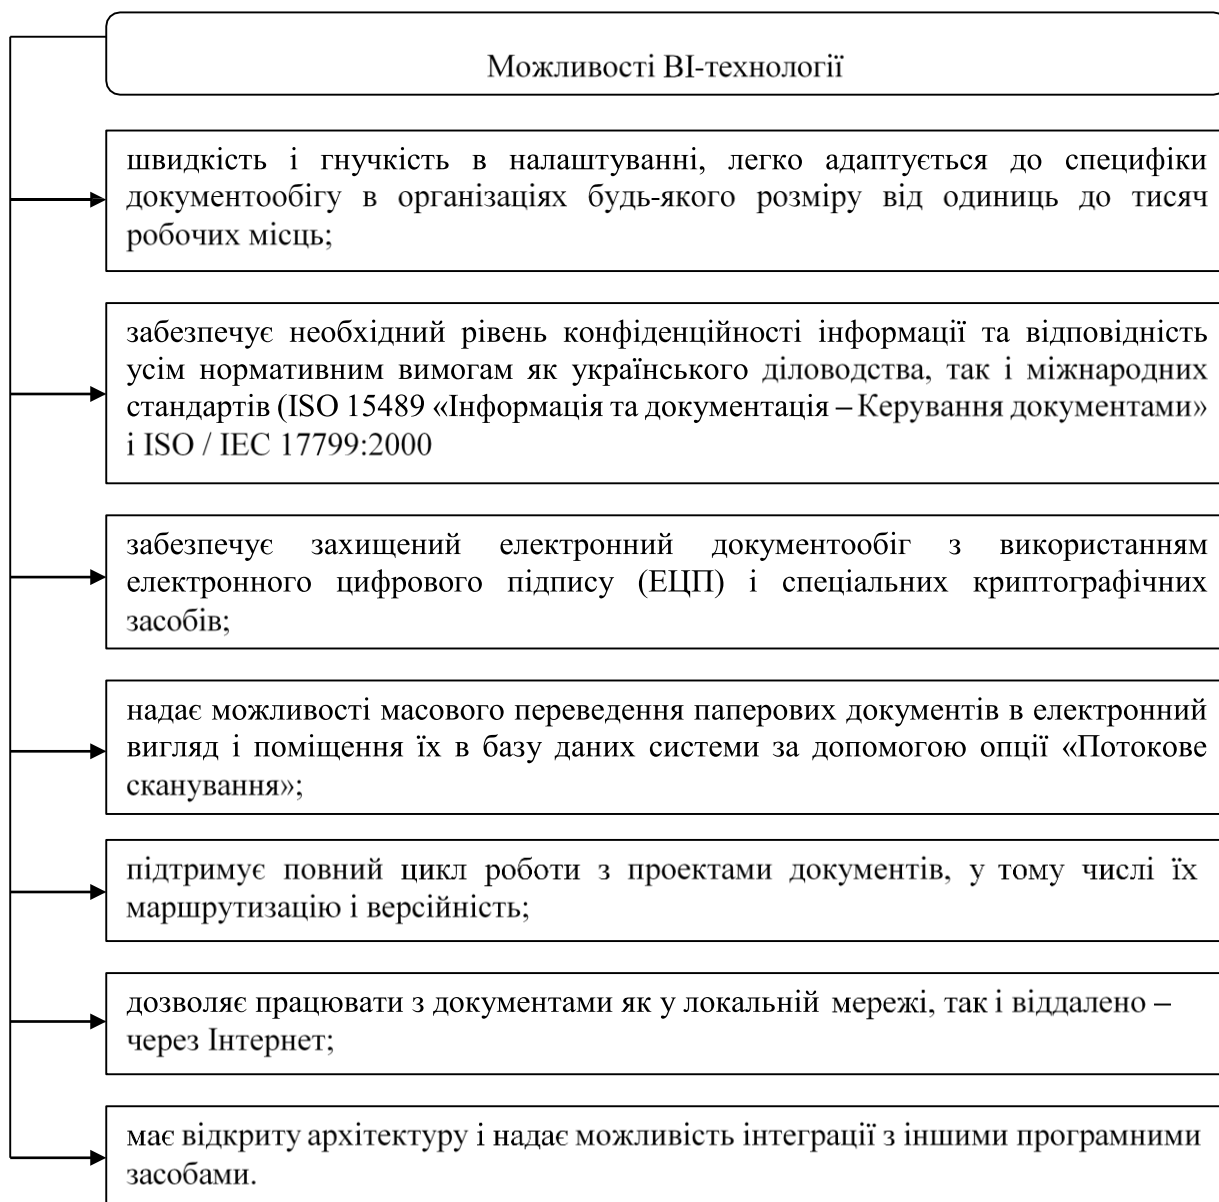 Можливості BI-технології
швидкість і гнучкість в налаштуванні, легко адаптується до специфіки
документообігу в організаціях будь-якого розміру від одиниць до тисяч
робочих місць;
забезпечує необхідний рівень конфіденційності інформації та відповідність
усім нормативним вимогам як українського діловодства, так і міжнародних
стандартів (ISO 15489 «Інформація та документація – Керування документами»
і ISO / IEC 17799:2000
забезпечує захищений електронний документообіг з використанням
електронного цифрового підпису (ЕЦП) і спеціальних криптографічних
засобів;
надає можливості масового переведення паперових документів в електронний
вигляд і поміщення їх в базу даних системи за допомогою опції «Потокове
сканування»;
підтримує повний цикл роботи з проектами документів, у тому числі їх
маршрутизацію і версійність;
дозволяє працювати з документами як у локальній мережі, так і віддалено –
через Інтернет;
має відкриту архітектуру і надає можливість інтеграції з іншими програмними
засобами.